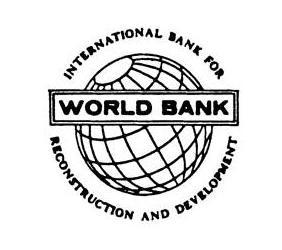 INTERNATIONAL BANK FOR
WORLD BANK
RECONSTRUCTION AND DEVELOPMENT